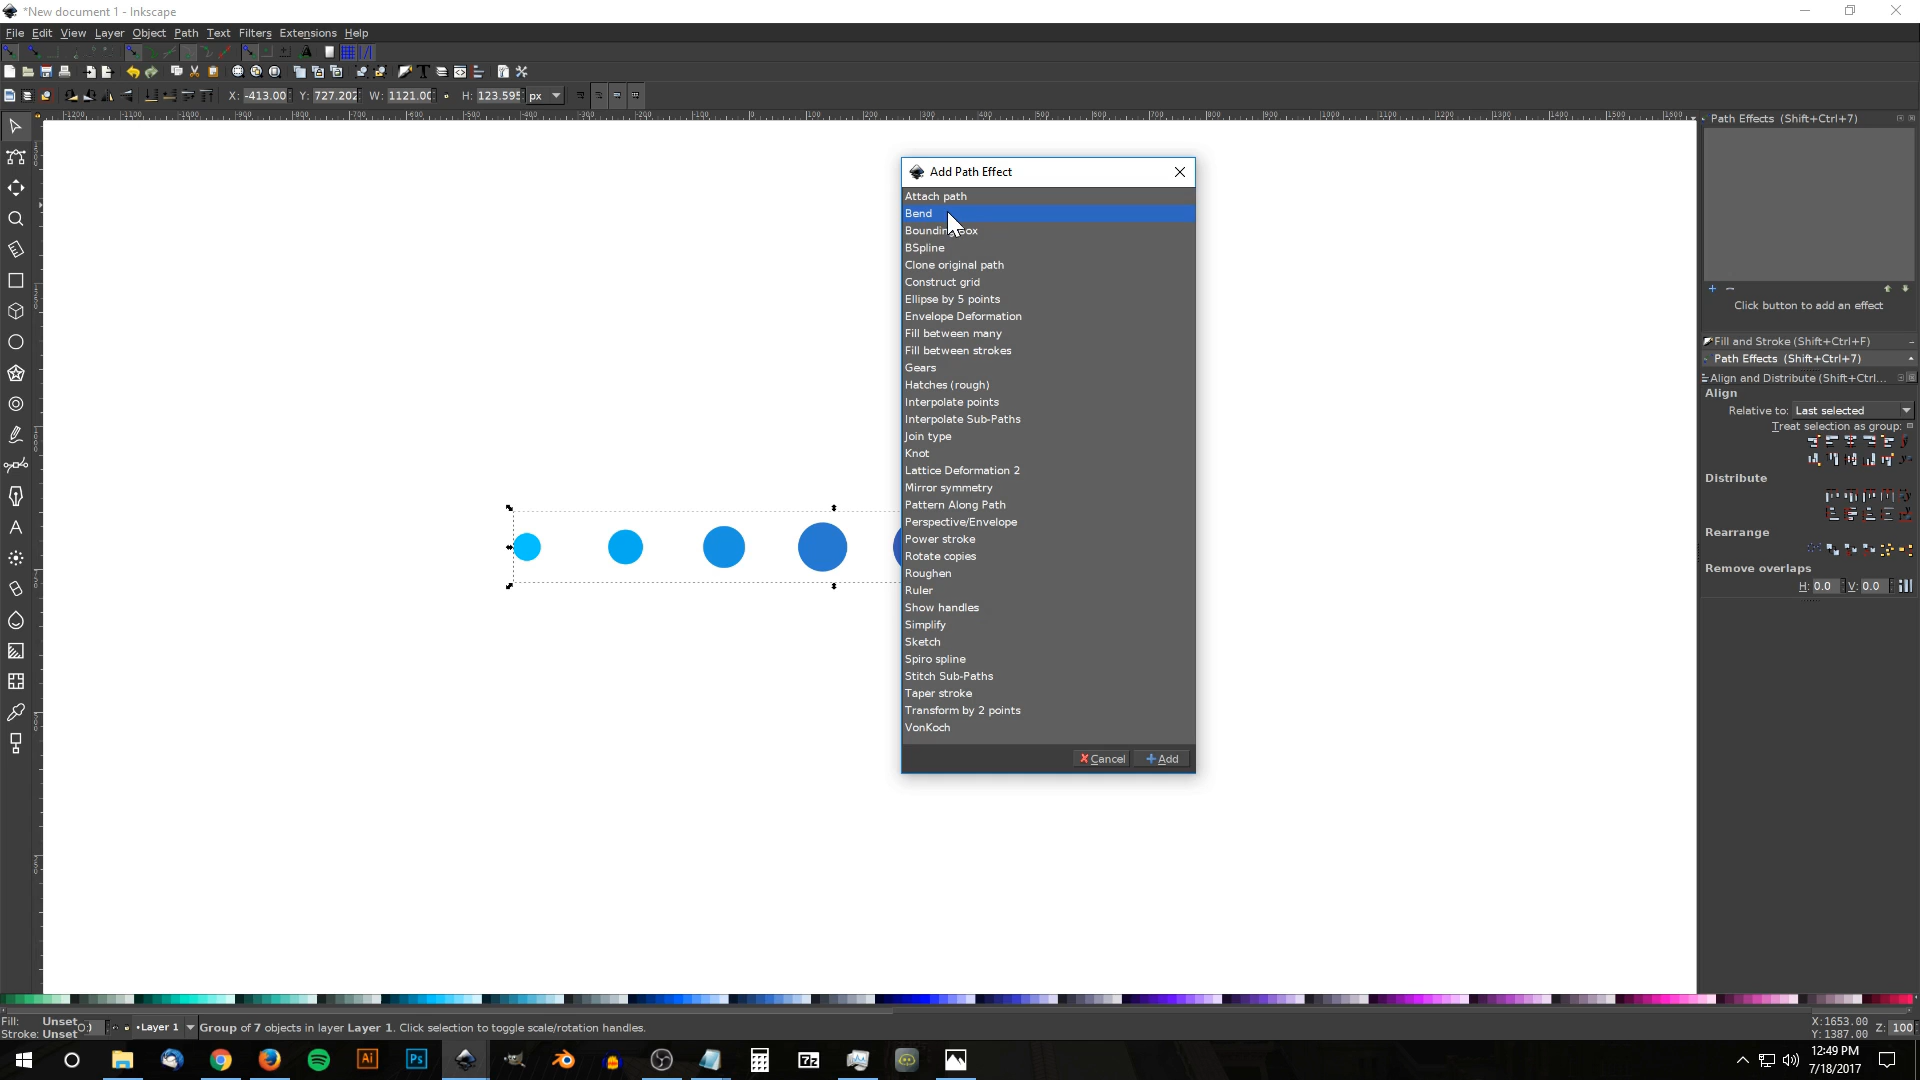 *New document 1 - Inkscape
File Edit View Layer Object Path Text Filters Extensions Help
X: -413.00 Y: 727.202 W: 1121.00 H: 123.595 px
Path Effects (Shift+Ctrl+7)
Add Path Effect
Attach path
Bend
BSpline
Clone original path
Construct grid
Ellipse by 5 points
Envelope Deformation
Fill between many
Fill between strokes
Gears
Hatches (rough)
Interpolate points
Interpolate Sub-Paths
Join type
Knot
Lattice Deformation 2
Mirror symmetry
Pattern Along Path
Perspective/Envelope
Power stroke
Rotate copies
Roughen
Ruler
Show handles
Simplify
Sketch
Spiro spline
Stitch Sub-Paths
Taper stroke
Transform by 2 points
VonKoch
Cancel Add
Click button to add an effect
Fill and Stroke (Shift+Ctrl+F)
Path Effects (Shift+Ctrl+7)
Align and Distribute (Shift+Ctrl...
Align
Relative to: Last selected
Treat selection as group:
Distribute
Rearrange
Remove overlaps
H: 0.0 V: 0.0
Fill: Unset
Stroke: Unset
•Layer 1
Group of 7 objects in layer Layer 1. Click selection to toggle scale/rotation handles.
X:1653.00
Y:1387.00
Z: 100
Ai
Ps
7z
12:49 PM
7/18/2017